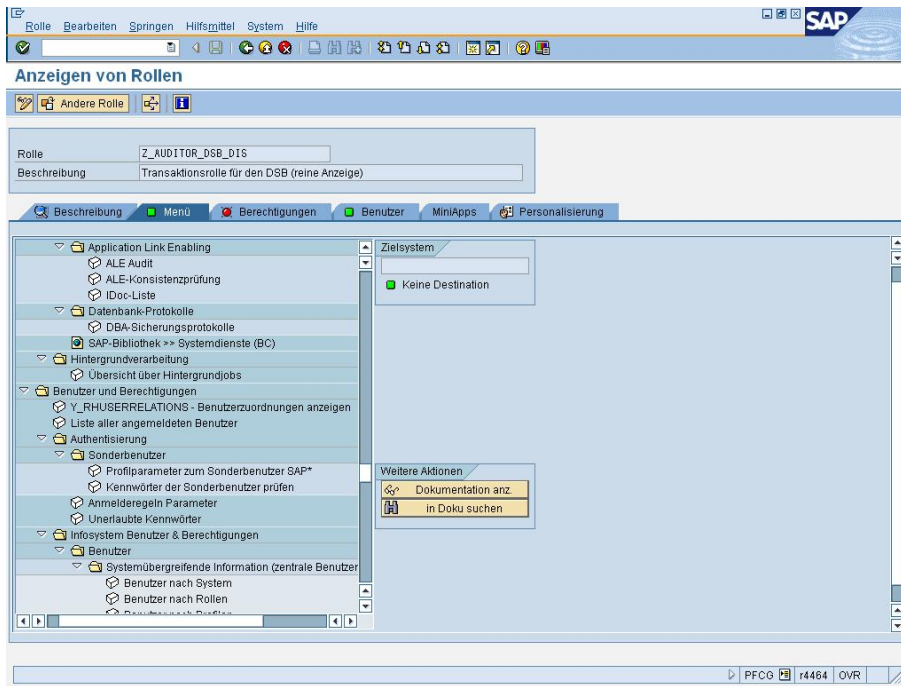 Rolle Bearbeiten Springen Hilfsmittel System Hilfe
SAP
Anzeigen von Rollen
Andere Rolle
Rolle Z_AUDITOR_DSB_DIS
Beschreibung Transaktionsrolle für den DSB (reine Anzeige)
Beschreibung Menü Berechtigungen Benutzer MiniApps Personalisierung
Application Link Enabling
ALE Audit
ALE-Konsistenzprüfung
IDoc-Liste
Datenbank-Protokolle
DBA-Sicherungsprotokolle
SAP-Bibliothek >> Systemdienste (BC)
Hintergrundverarbeitung
Übersicht über Hintergrundjobs
Benutzer und Berechtigungen
Y_RHUSERRELATIONS - Benutzerzuordnungen anzeigen
Liste aller angemeldeten Benutzer
Authentisierung
Sonderbenutzer
Profilparameter zum Sonderbenutzer SAP*
Kennwörter der Sonderbenutzer prüfen
Anmelderegeln Parameter
Unerlaubte Kennwörter
Infosystem Benutzer & Berechtigungen
Benutzer
Systemübergreifende Information (zentrale Benutzer
Benutzer nach System
Benutzer nach Rollen
Zielsystem
Keine Destination
Weitere Aktionen
Dokumentation anz.
in Doku suchen
PFCG r4464 OVR